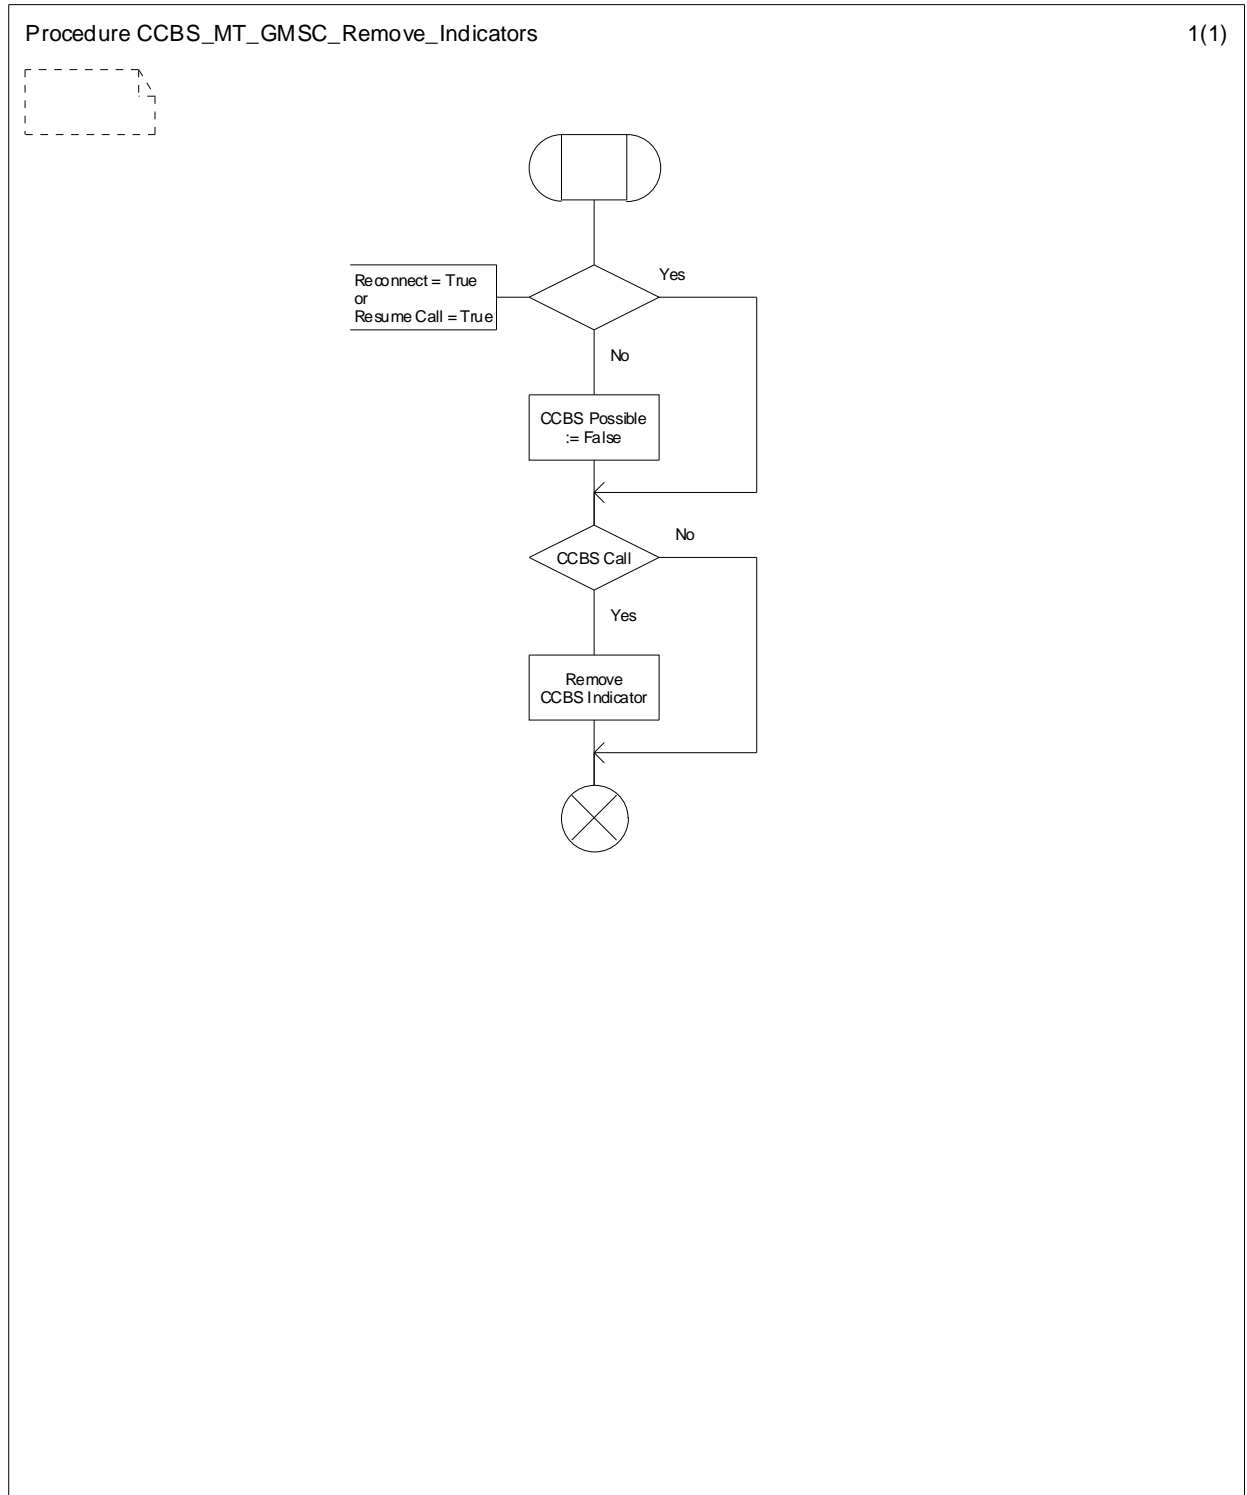 Procedure CCBS_MT_GMSC_Remove_Indicators
1(1)
Reconnect = True
or
Resume Call = True
Yes
No
CCBS Possible
:= False
CCBS Call
No
Yes
Remove
CCBS Indicator